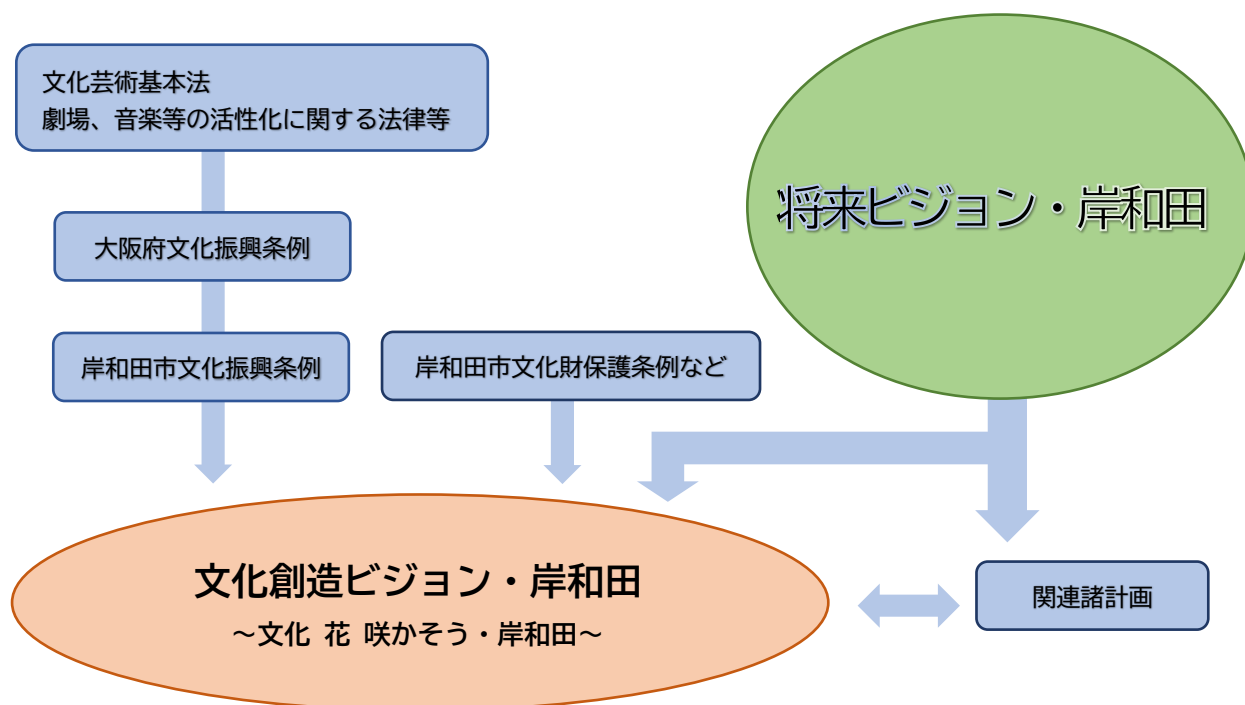 文化芸術基本法
劇場、音楽等の活性化に関する法律等
大阪府文化振興条例
岸和田市文化振興条例
岸和田市文化財保護条例など
将来ビジョン・岸和田
文化創造ビジョン・岸和田
～文化 花 咲かそう・岸和田～
関連諸計画